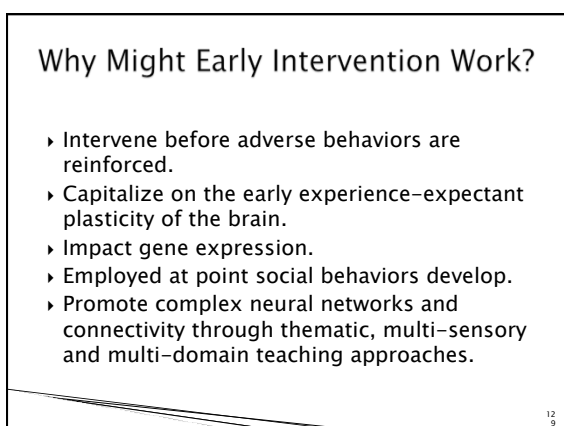 Why Might Early Intervention Work?
‣ Intervene before adverse behaviors are
reinforced.
‣ Capitalize on the early experience-expectant
plasticity of the brain.
‣ Impact gene expression.
‣ Employed at point social behaviors develop.
‣ Promote complex neural networks and
connectivity through thematic, multi-sensory
and multi-domain teaching approaches.
12
9